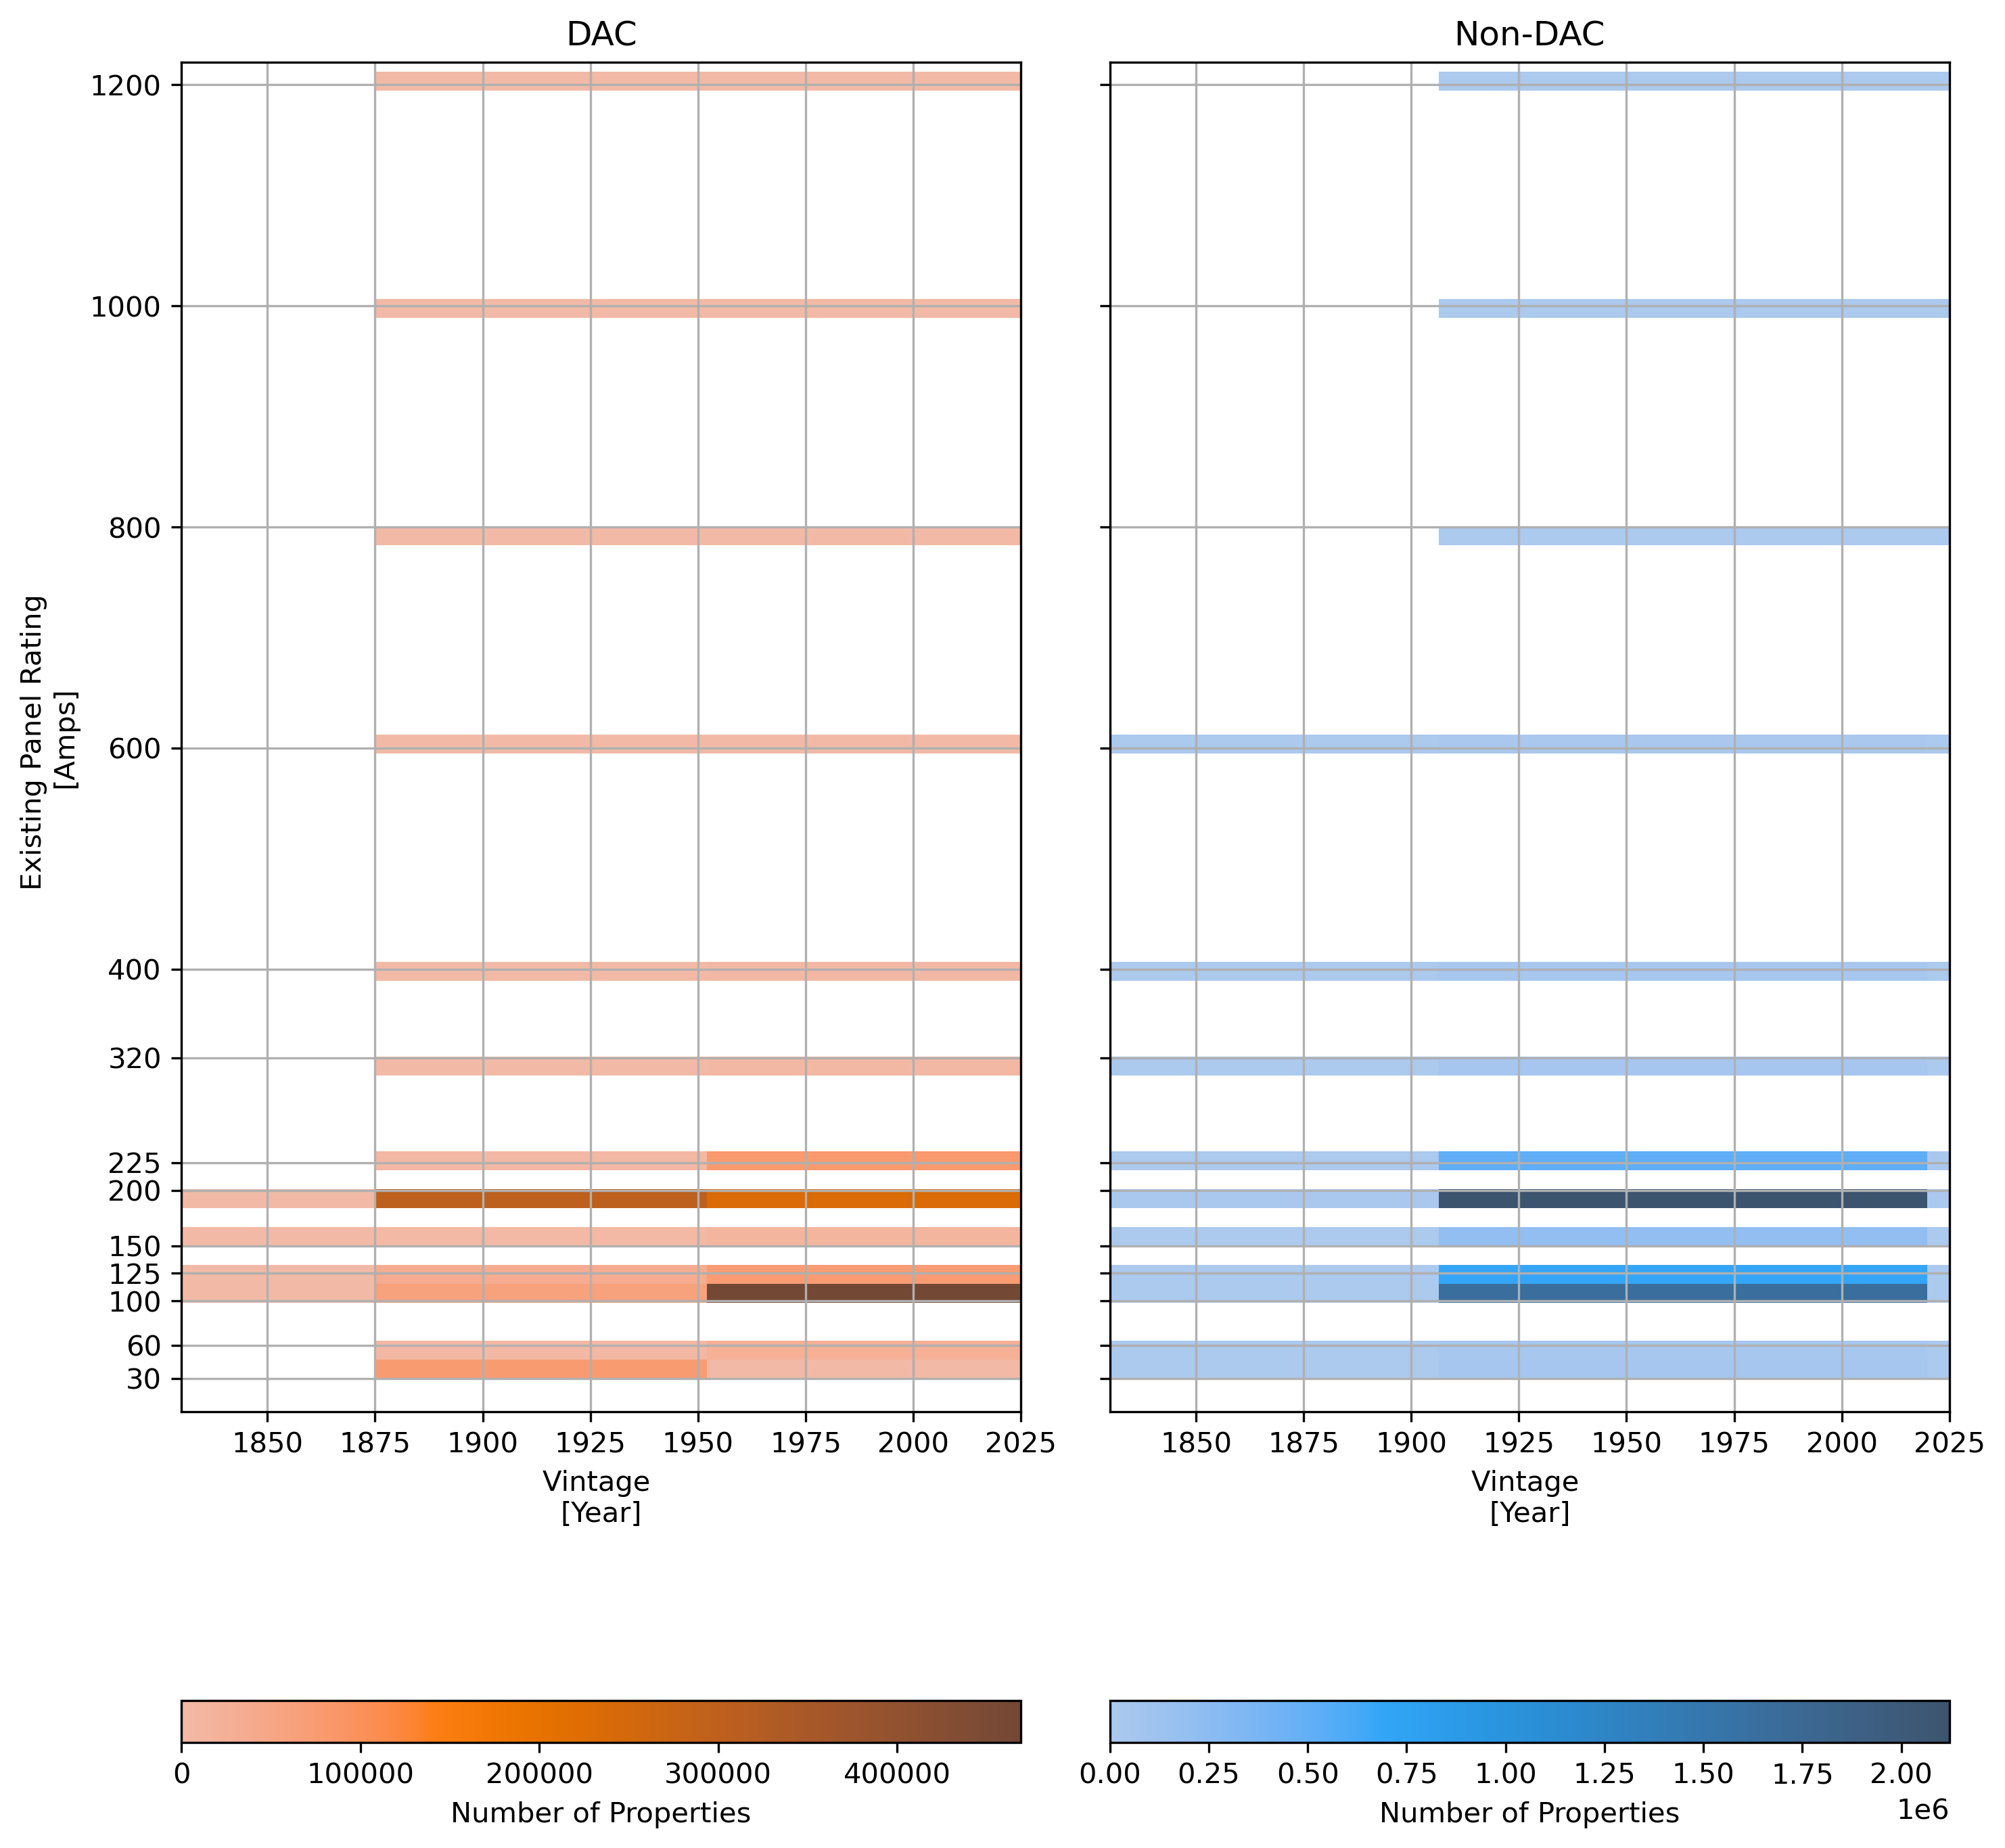 DAC
Non-DAC
1200
1000
800
600
400
320
225
200
150
125
100
60
30
Existing Panel Rating
[Amps]
1850 1875 1900 1925 1950 1975 2000 2025
1850 1875 1900 1925 1950 1975 2000 2025
Vintage
[Year]
Vintage
[Year]
0 100000 200000 300000 400000
Number of Properties
0.00 0.25 0.50 0.75 1.00 1.25 1.50 1.75 2.00
1e6
Number of Properties